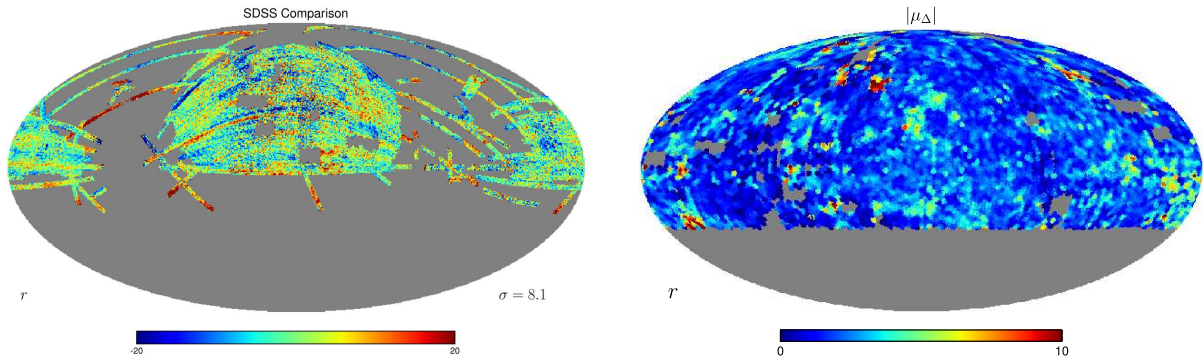 SDSS Comparison
r
σ = 8.1
-20
20
|μ_Δ|
r
0
10